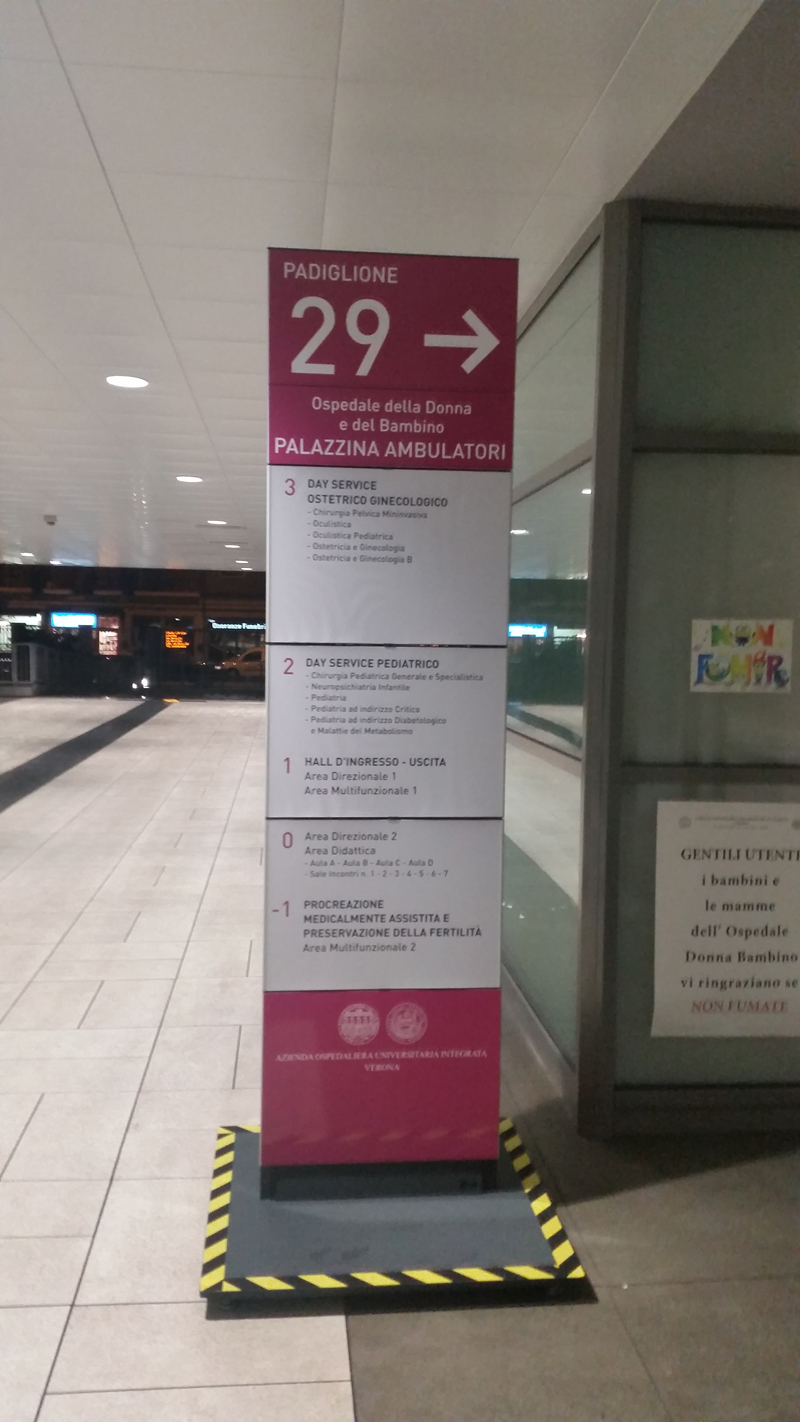 PADIGLIONE
29
Ospedale della Donna
e del Bambino
PALAZZINA AMBULATORI
3 DAY SERVICE
OSTETRICO GINECOLOGICO
- Chirurgia Pelvica Mininvasiva
- Oculistica
- Oculistica Pediatrica
- Ostetricia e Ginecologia
- Ostetricia e Ginecologia B
2 DAY SERVICE PEDIATRICO
- Chirurgia Pediatrica Generale e Specialistica
- Neuropsichiatria Infantile
- Pediatria
- Pediatria ad indirizzo Critico
- Pediatria ad indirizzo Diabetologico
e Malattie del Metabolismo
1 HALL D'INGRESSO - USCITA
Area Direzionale 1
Area Multifunzionale 1
0 Area Direzionale 2
Area Didattica
- Aula A - Aula B - Aula C - Aula D
- Sale incontri n. 1 - 2 - 3 - 4 - 5 - 6 - 7
-1 PROCREAZIONE
MEDICALMENTE ASSISTITA E
PRESERVAZIONE DELLA FERTILITÀ
Area Multifunzionale 2
AZIENDA OSPEDALIERA UNIVERSITARIA INTEGRATA
VERONA
Onoranze Funebri
NON
FUMAR
GENTILI UTENTI
i bambini e
le mamme
dell' Ospedale
Donna Bambino
vi ringraziano se
NON FUMATE